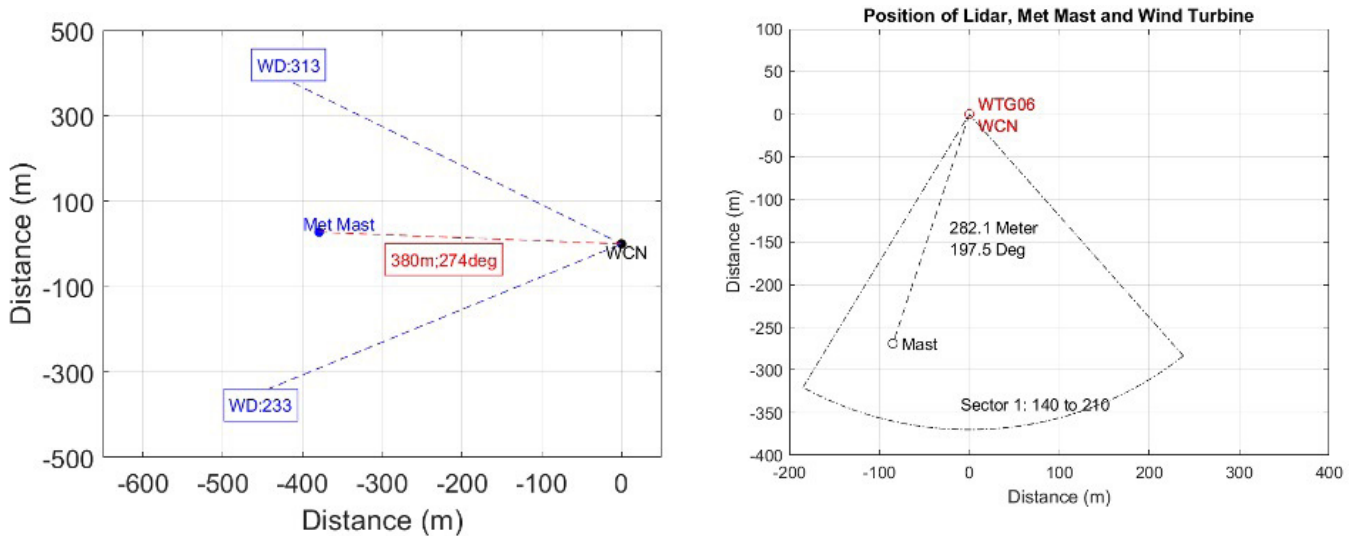 500
300
100
-100
-300
-500
-600
-500
-400
-300
-200
-100
0
Distance (m)
Distance (m)
WD:313
Met Mast
WCN
380m;274deg
WD:233
Position of Lidar, Met Mast and Wind Turbine
100
50
0
-50
-100
-150
-200
-250
-300
-350
-400
-200
-100
0
100
200
300
400
Distance (m)
Distance (m)
WTG06
WCN
282.1 Meter
197.5 Deg
Mast
Sector 1: 140 to 210